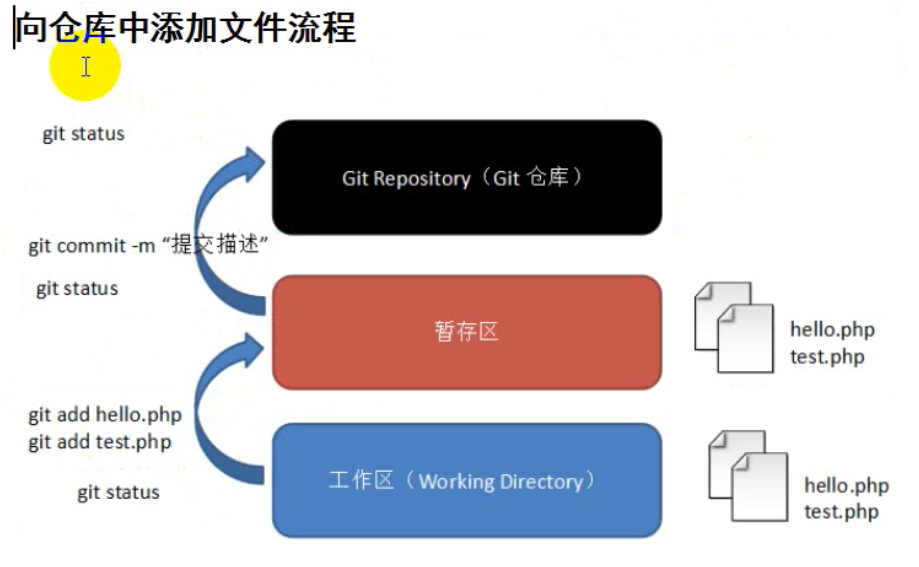 向仓库中添加文件流程
git status
Git Repository（Git 仓库）
git commit -m “提交描述”
git status
暂存区
hello.php
test.php
git add hello.php
git add test.php
git status
工作区（Working Directory）
hello.php
test.php